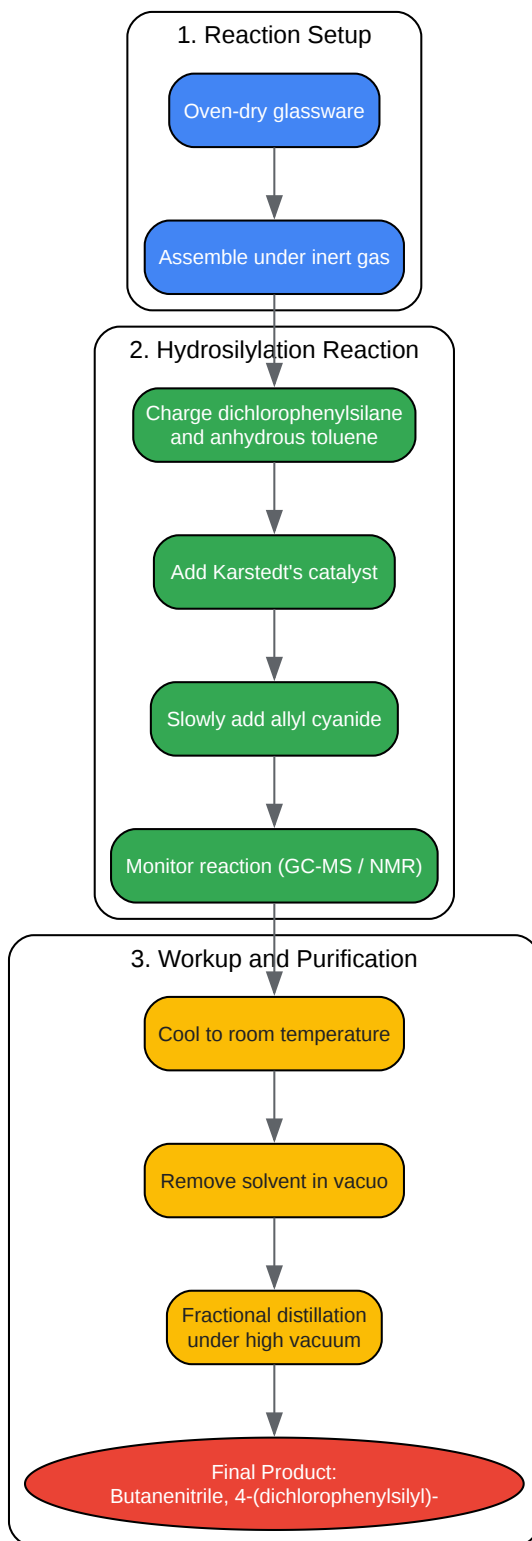 1. Reaction Setup
Oven-dry glassware
Assemble under inert gas
2. Hydrosilylation Reaction
Charge dichlorophenylsilane
and anhydrous toluene
Add Karstedt's catalyst
Slowly add allyl cyanide
Monitor reaction (GC-MS / NMR)
3. Workup and Purification
Cool to room temperature
Remove solvent in vacuo
Fractional distillation
under high vacuum
Final Product:
Butanenitrile, 4-(dichlorophenylsilyl)-